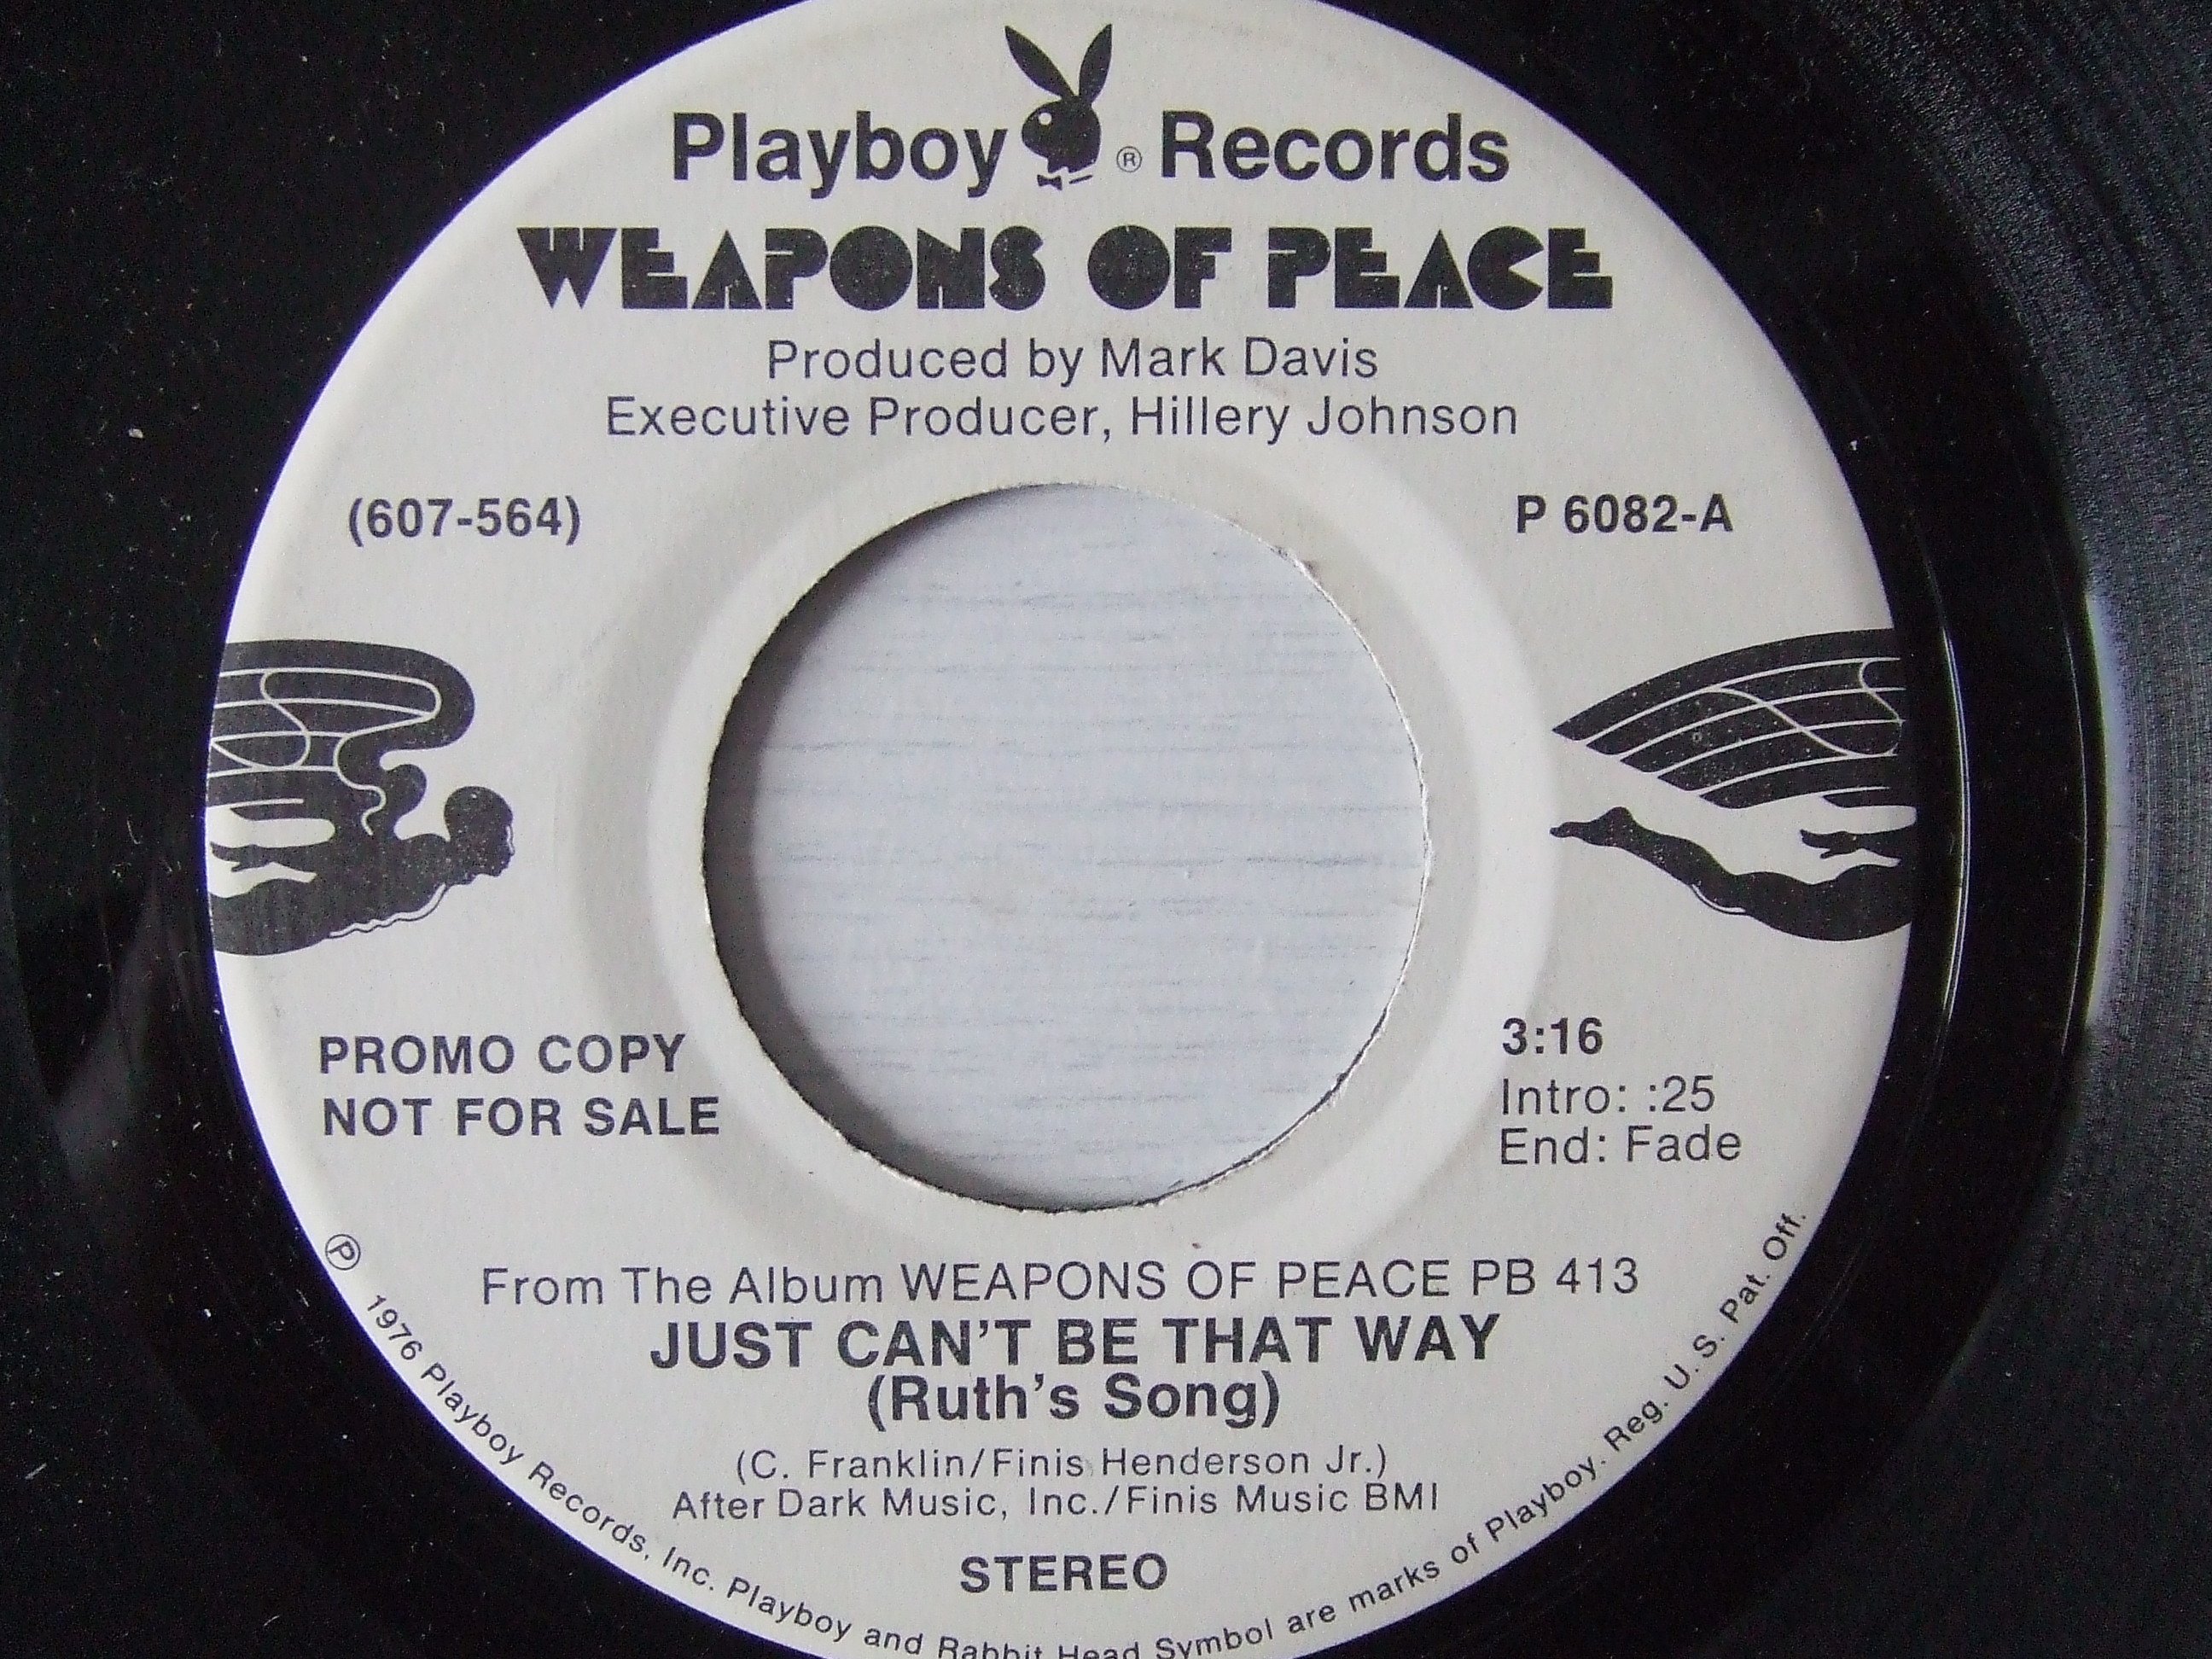 Playboy ® Records
WEAPONS OF PEACE
Produced by Mark Davis
Executive Producer, Hillery Johnson
(607-564)
P 6082-A
PROMO COPY
NOT FOR SALE
3:16
Intro: :25
End: Fade
From The Album WEAPONS OF PEACE PB 413
JUST CAN'T BE THAT WAY
(Ruth's Song)
(C. Franklin/Finis Henderson Jr.)
After Dark Music, Inc./Finis Music BMI
STEREO
℗ 1976 Playboy Records, Inc. Playboy and Rabbit Head Symbol are marks of Playboy. Reg. U. S. Pat. Off.